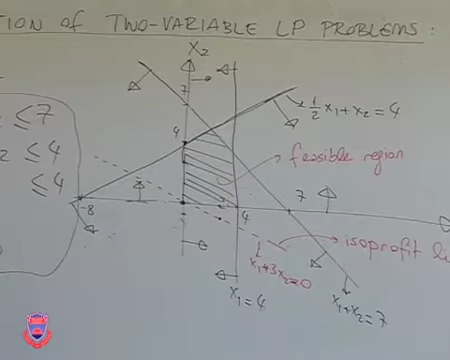 TION of TWO-VARIABLE LP PROBLEMS:
X₂
≤ 7
7
½x₁+x₂=4
₂ ≤ 4
4
feasible region
≤ 4
-8
4
7
isoprofit li
x₁+3x₂=0
x₁=4
x₁+x₂=7